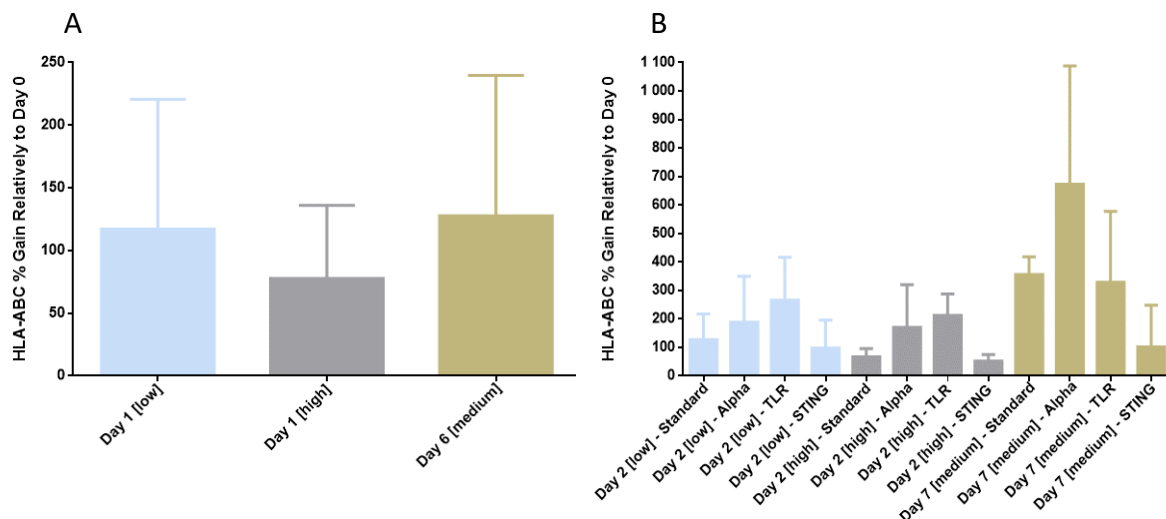 A
HLA-ABC % Gain Relatively to Day 0
250
200
150
100
50
0
Day 1 [low]
Day 1 [high]
Day 6 [medium]
B
HLA-ABC % Gain Relatively to Day 0
1 100
1 000
900
800
700
600
500
400
300
200
100
0
Day 2 [low] - Standard
Day 2 [low] - Alpha
Day 2 [low] - TLR
Day 2 [low] - STING
Day 2 [high] - Standard
Day 2 [high] - Alpha
Day 2 [high] - TLR
Day 2 [high] - STING
Day 7 [medium] - Standard
Day 7 [medium] - Alpha
Day 7 [medium] - TLR
Day 7 [medium] - STING